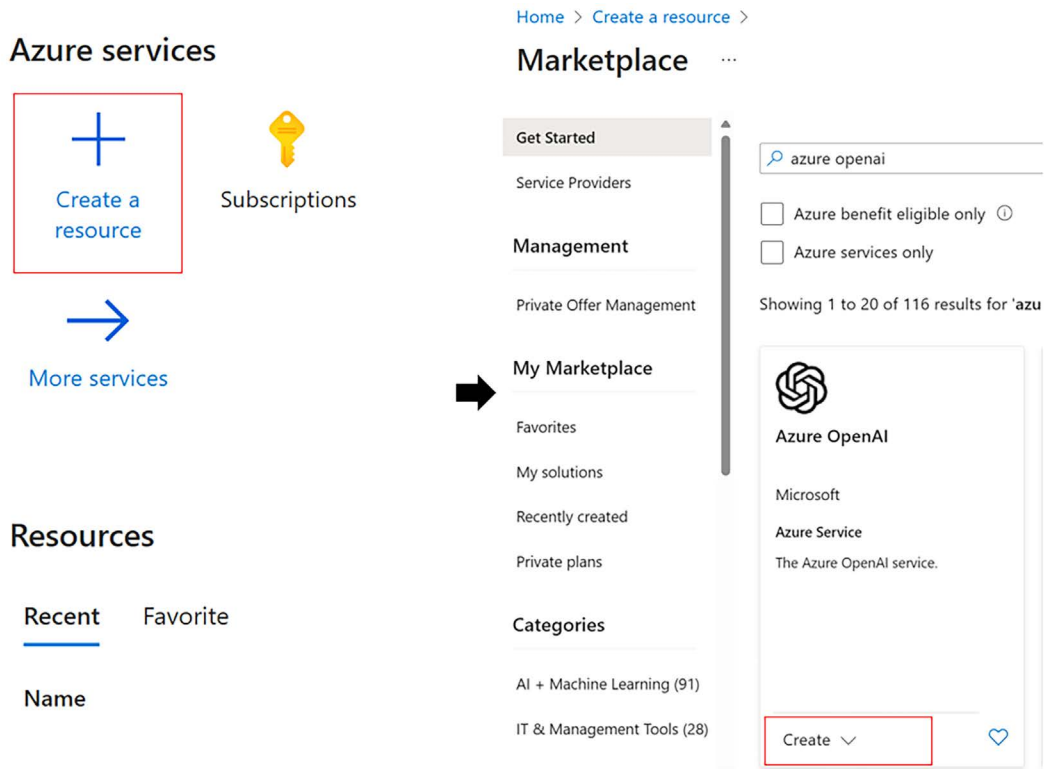 Azure services
Create a
resource
Subscriptions
More services
Resources
Recent Favorite
Name
Home > Create a resource >
Marketplace ...
Get Started
Service Providers
Management
Private Offer Management
My Marketplace
Favorites
My solutions
Recently created
Private plans
Categories
AI + Machine Learning (91)
IT & Management Tools (28)
azure openai
Azure benefit eligible only
Azure services only
Showing 1 to 20 of 116 results for 'azu
Azure OpenAI
Microsoft
Azure Service
The Azure OpenAI service.
Create